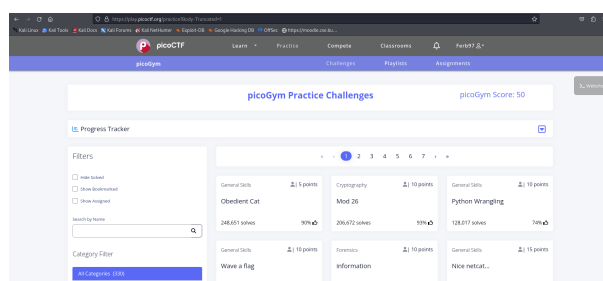 https://play.picoctf.org/practice?
Kali Linux Kali Tools Kali Docs Kali Forums Kali NetHunter Exploit-DB Google Hacking DB OffSec
picoCTF Learn Practice Compete Classrooms Forb97
picoGym Challenges Playlists Assignments
Welcome
picoGym Practice Challenges picoGym Score: 50
Progress Tracker
Filters « ‹ 1 2 3 4 5 6 7 › »
Hide Solved
Show Bookmarked
Show Assigned
Search by Name
Category Filter
All Categories (330)
General Skills | 5 points
Obedient Cat
248,651 solves 90%
Cryptography | 10 points
Mod 26
206,672 solves 93%
General Skills | 10 points
Python Wrangling
128,017 solves 74%
General Skills | 10 points
Wave a flag
Forensics | 10 points
information
General Skills | 15 points
Nice netcat...